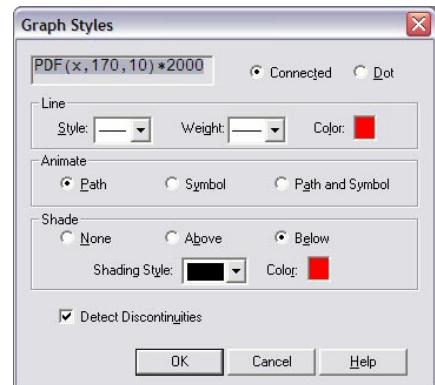 Graph Styles
PDF(x,170,10)*2000 Connected Dot
Line
Style: Weight: Color:
Animate
Path Symbol Path and Symbol
Shade
None Above Below
Shading Style: Color:
Detect Discontinuities
OK Cancel Help